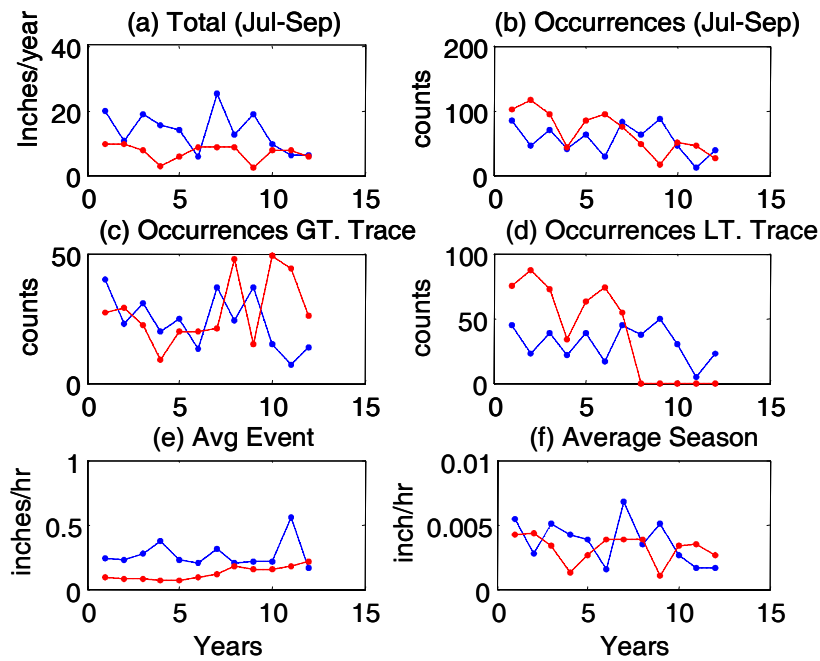 (a) Total (Jul-Sep)
(b) Occurrences (Jul-Sep)
Inches/year
40
20
0
0
5
10
15
counts
200
100
0
0
5
10
15
(c) Occurrences GT. Trace
(d) Occurrences LT. Trace
counts
50
0
0
5
10
15
counts
100
50
0
0
5
10
15
(e) Avg Event
(f) Average Season
inches/hr
1
0.5
0
0
5
10
15
Years
inch/hr
0.01
0.005
0
0
5
10
15
Years